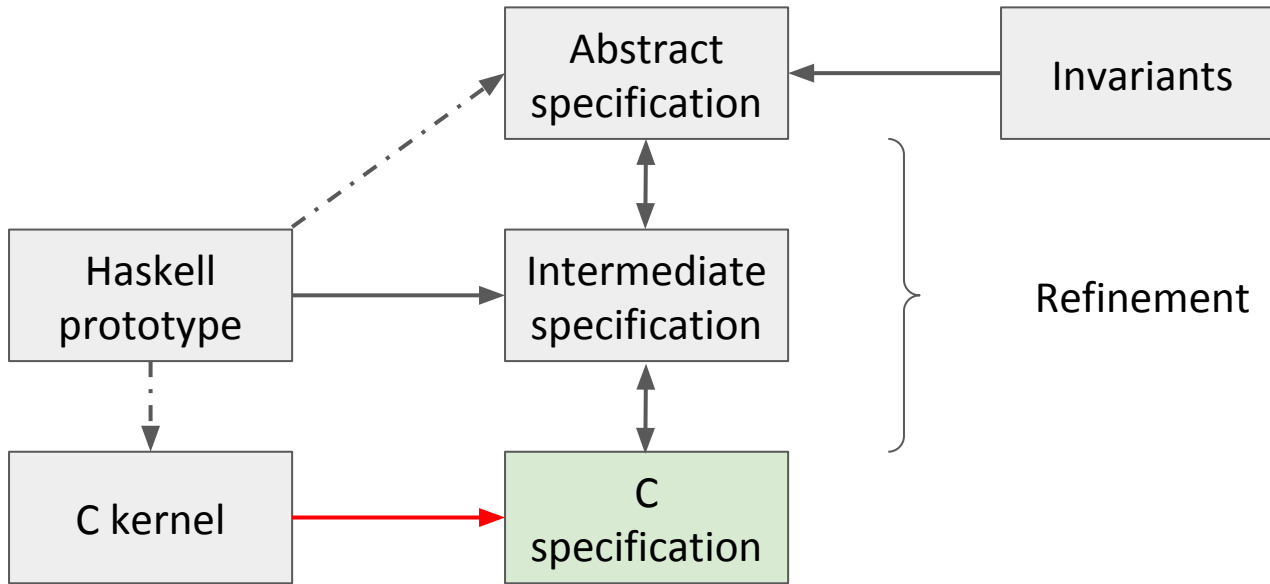 Abstract
specification
Invariants
Haskell
prototype
Intermediate
specification
Refinement
C kernel
C
specification